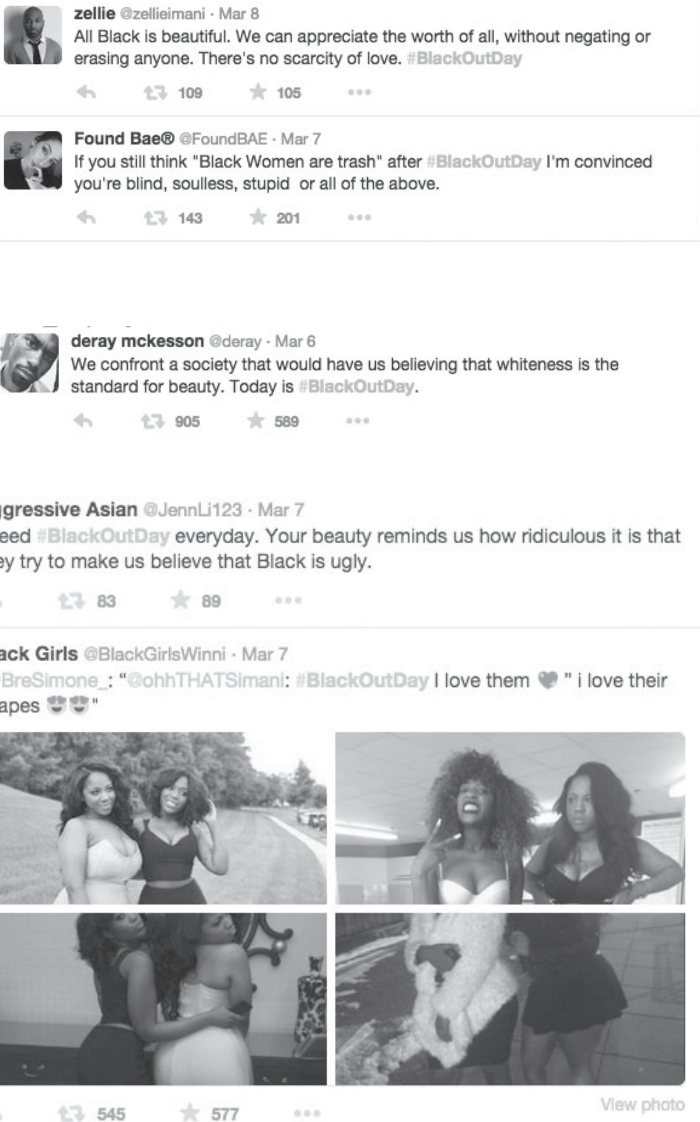 zellie @zellieimani · Mar 8
All Black is beautiful. We can appreciate the worth of all, without negating or
erasing anyone. There's no scarcity of love. #BlackOutDay
109 105
Found Bae® @FoundBAE · Mar 7
If you still think "Black Women are trash" after #BlackOutDay I'm convinced
you're blind, soulless, stupid or all of the above.
143 201
deray mckesson @deray · Mar 6
We confront a society that would have us believing that whiteness is the
standard for beauty. Today is #BlackOutDay.
905 589
ggressive Asian @JennLi123 · Mar 7
eed #BlackOutDay everyday. Your beauty reminds us how ridiculous it is that
ey try to make us believe that Black is ugly.
83 89
ack Girls @BlackGirlsWinni · Mar 7
BreSimone_: “@ohhTHATSimani: #BlackOutDay I love them 💜 ” i love their
apes 😍😍"
545 577
View photo